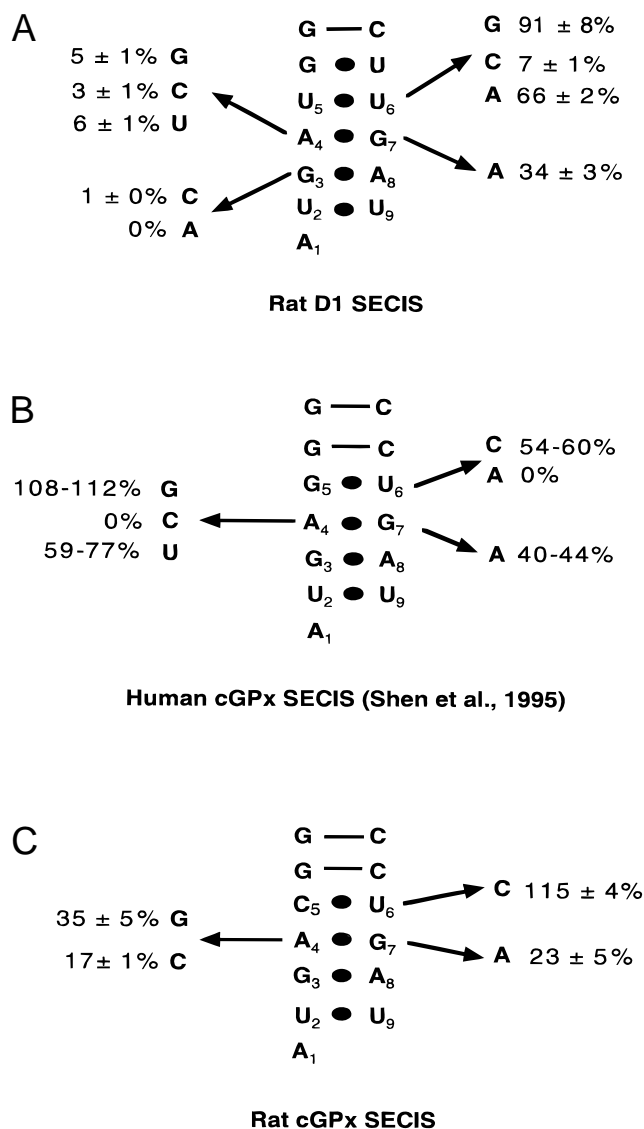 A
G — C
G ● U
U5 ● U6
A4 ● G7
G3 ● A8
U2 ● U9
A1
5 ± 1% G
3 ± 1% C
6 ± 1% U
1 ± 0% C
0% A
G 91 ± 8%
C 7 ± 1%
A 66 ± 2%
A 34 ± 3%
Rat D1 SECIS
B
G — C
G — C
G5 ● U6
A4 ● G7
G3 ● A8
U2 ● U9
A1
108-112% G
0% C
59-77% U
C 54-60%
A 0%
A 40-44%
Human cGPx SECIS (Shen et al., 1995)
C
G — C
G — C
C5 ● U6
A4 ● G7
G3 ● A8
U2 ● U9
A1
35 ± 5% G
17± 1% C
C 115 ± 4%
A 23 ± 5%
Rat cGPx SECIS